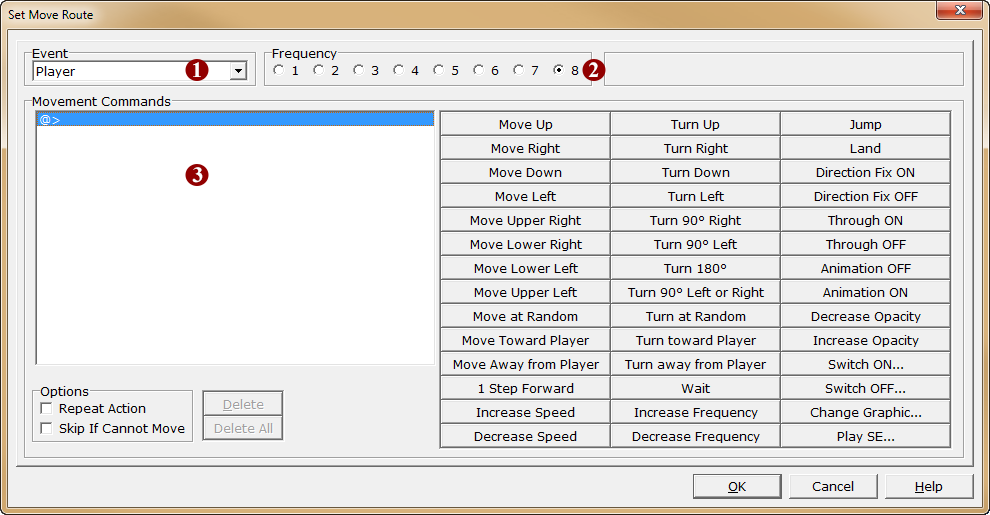 Set Move Route
Event
Player 1
Frequency
1 2 3 4 5 6 7 8 2
Movement Commands
@>
3
Move Up Turn Up Jump
Move Right Turn Right Land
Move Down Turn Down Direction Fix ON
Move Left Turn Left Direction Fix OFF
Move Upper Right Turn 90° Right Through ON
Move Lower Right Turn 90° Left Through OFF
Move Lower Left Turn 180° Animation OFF
Move Upper Left Turn 90° Left or Right Animation ON
Move at Random Turn at Random Decrease Opacity
Move Toward Player Turn toward Player Increase Opacity
Move Away from Player Turn away from Player Switch ON...
1 Step Forward Wait Switch OFF...
Increase Speed Increase Frequency Change Graphic...
Decrease Speed Decrease Frequency Play SE...
Options
Repeat Action
Skip If Cannot Move
Delete
Delete All
OK Cancel Help